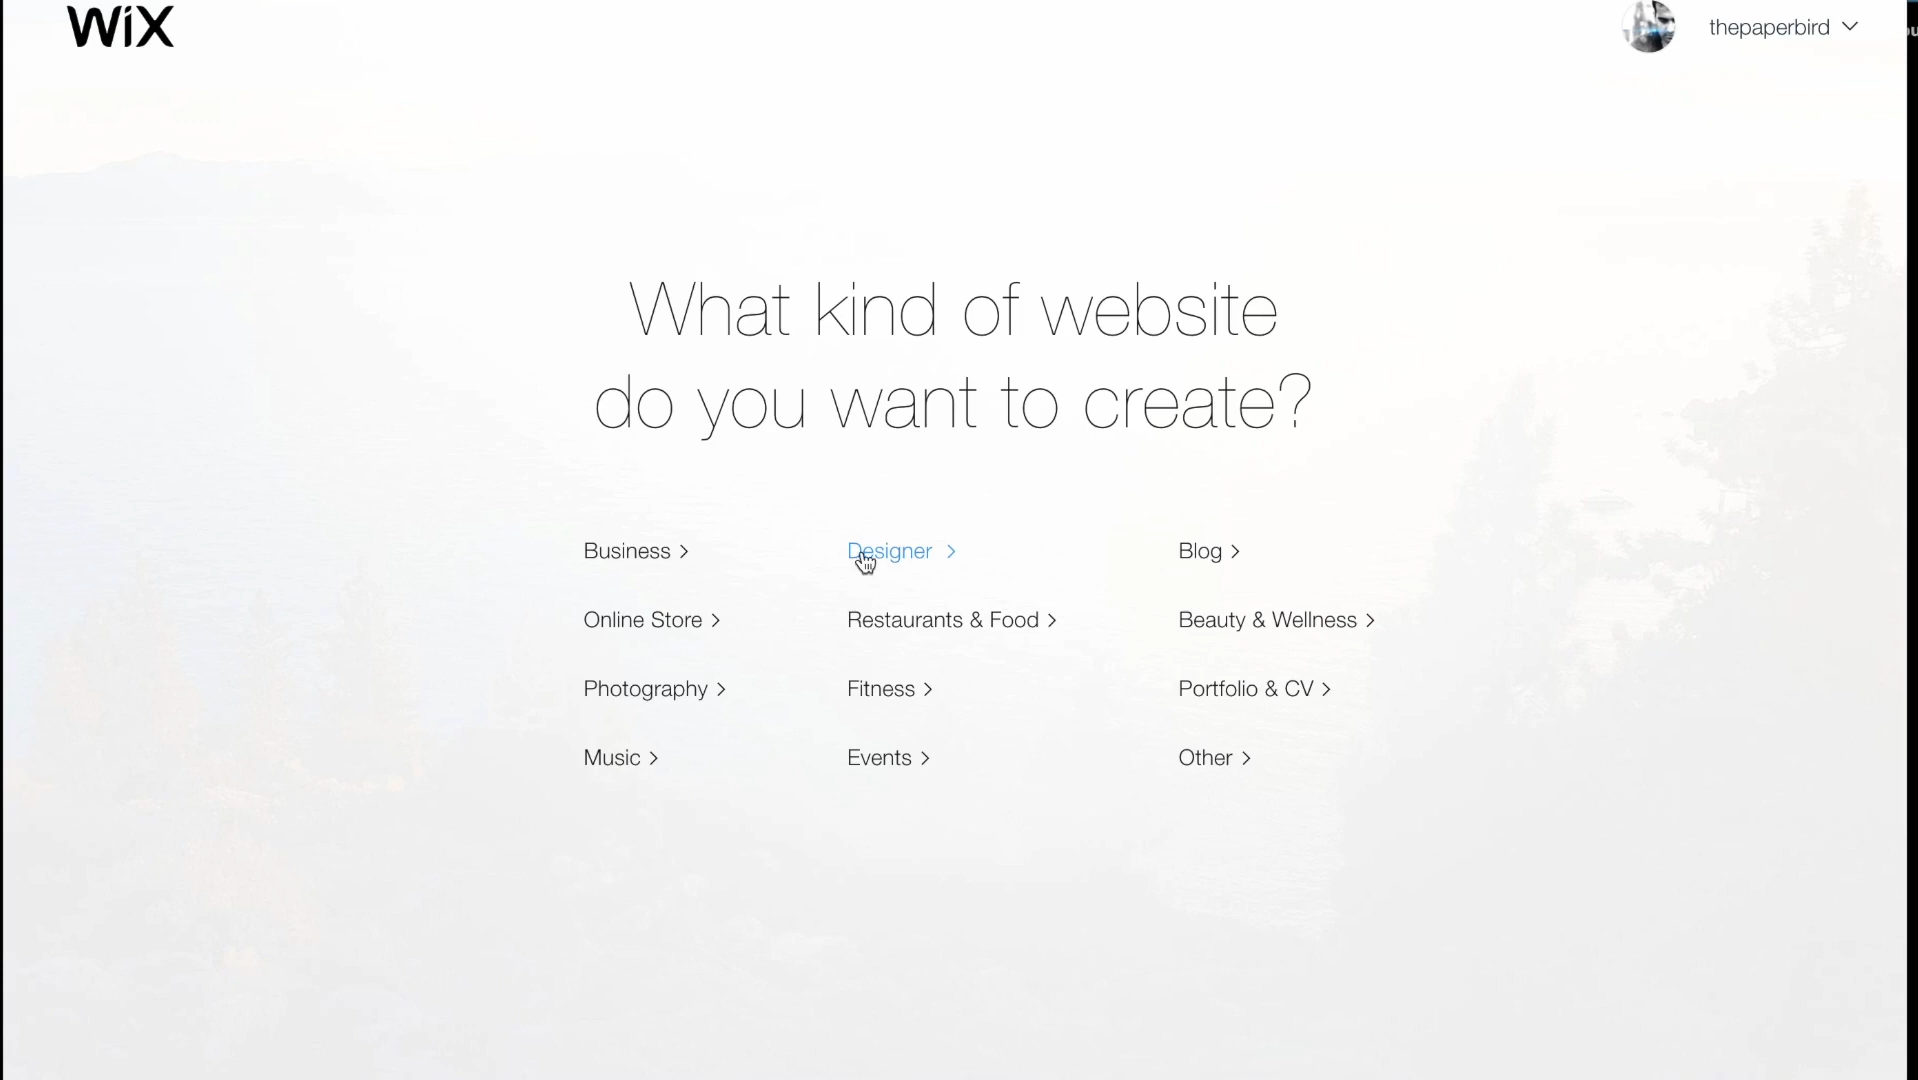 WiX
thepaperbird
What kind of website
do you want to create?
Business >
Designer >
Blog >
Online Store >
Restaurants & Food >
Beauty & Wellness >
Photography >
Fitness >
Portfolio & CV >
Music >
Events >
Other >